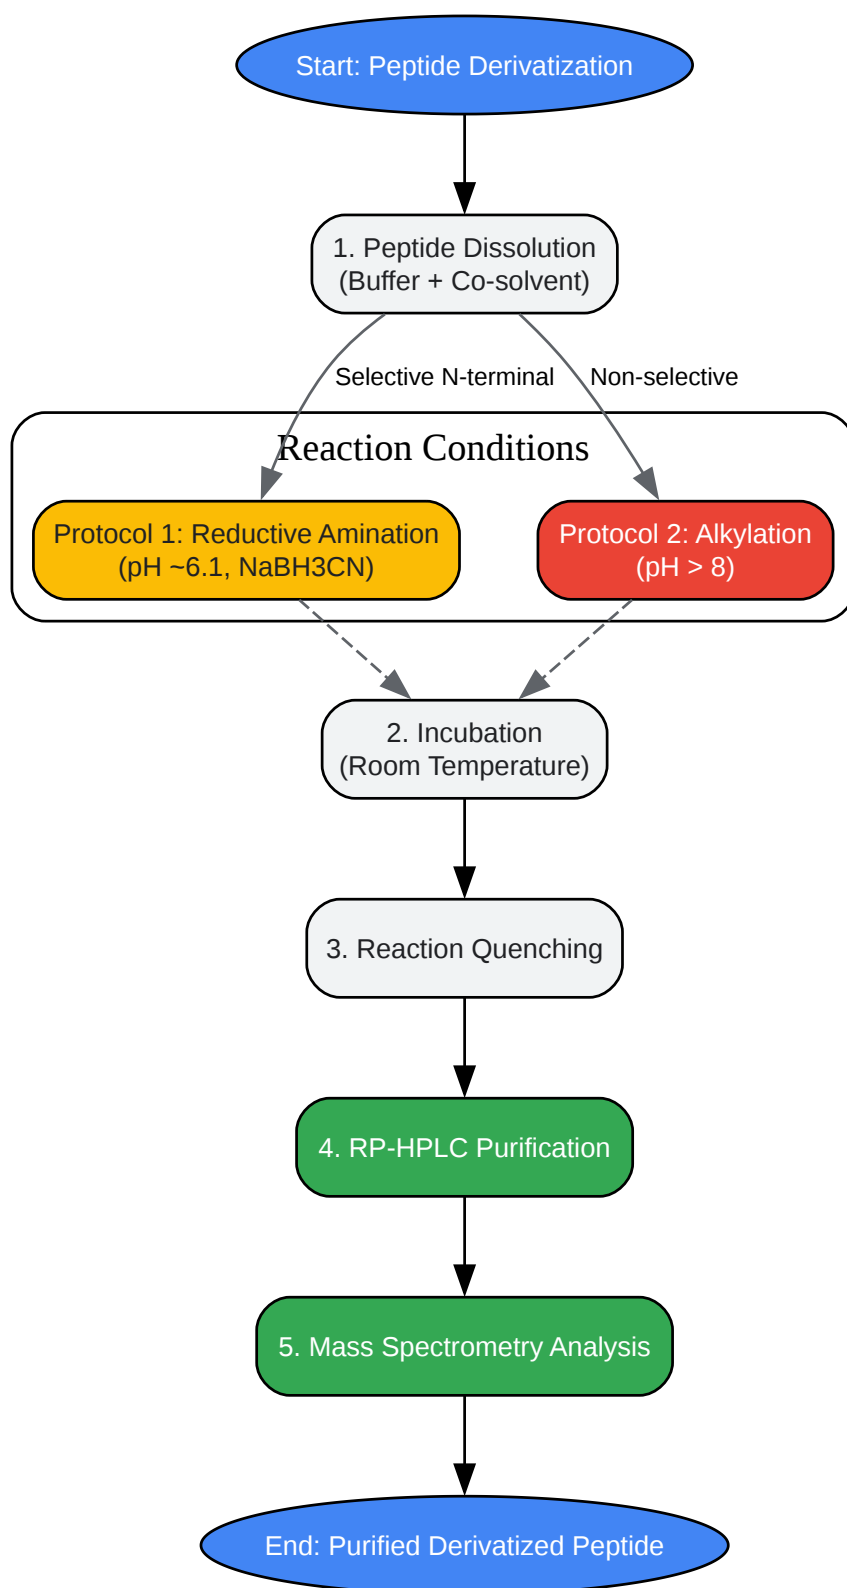 Start: Peptide Derivatization
1. Peptide Dissolution
(Buffer + Co-solvent)
Selective N-terminal
Non-selective
Reaction Conditions
Protocol 1: Reductive Amination
(pH ~6.1, NaBH3CN)
Protocol 2: Alkylation
(pH > 8)
2. Incubation
(Room Temperature)
3. Reaction Quenching
4. RP-HPLC Purification
5. Mass Spectrometry Analysis
End: Purified Derivatized Peptide